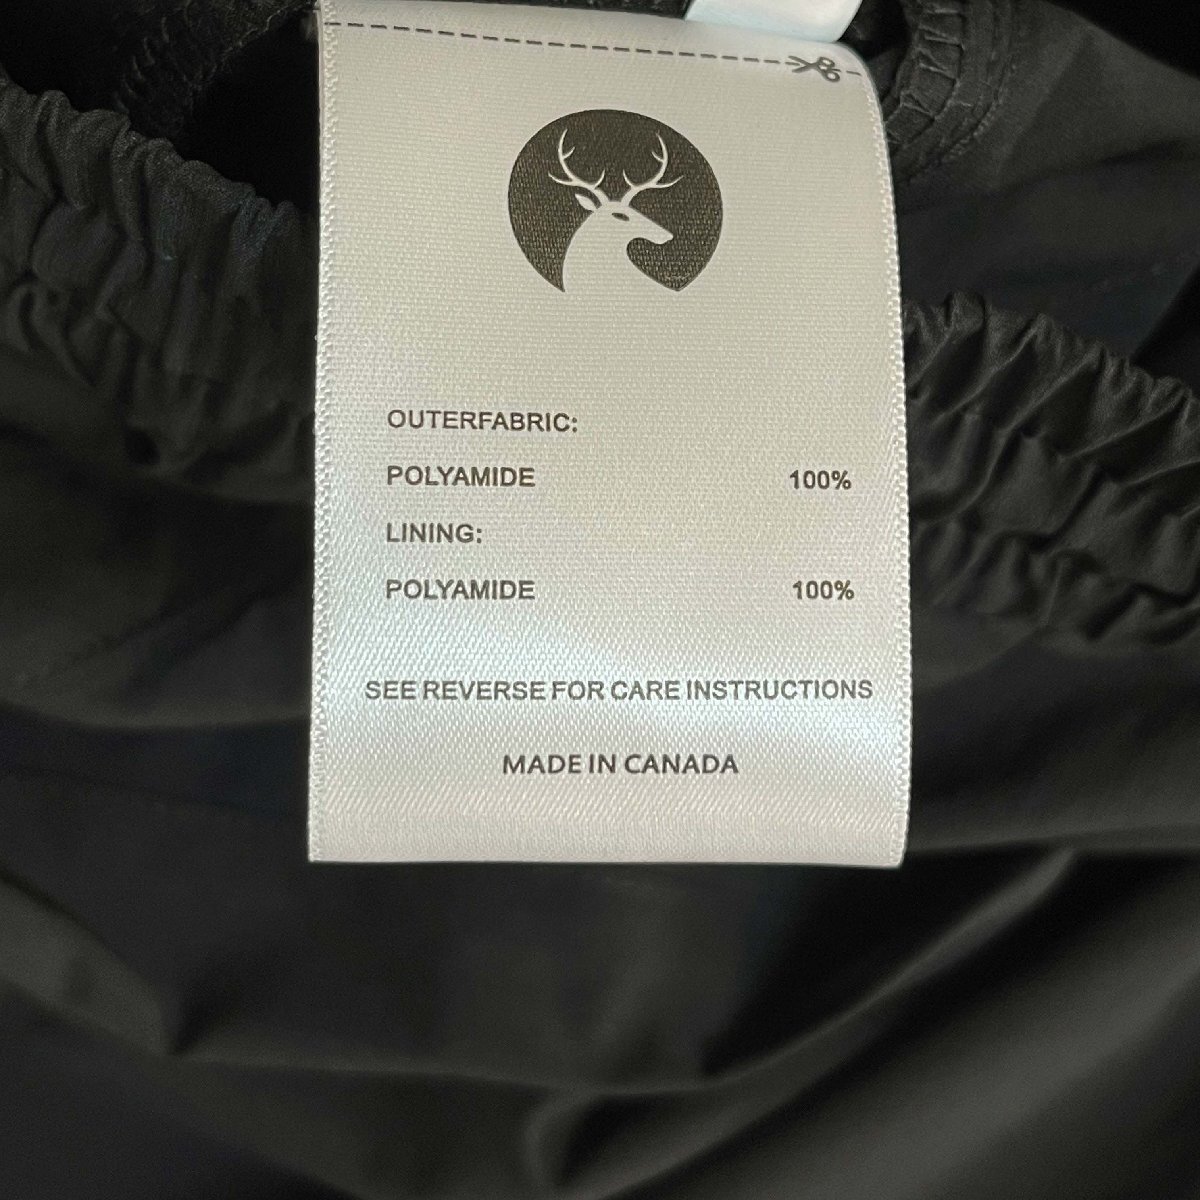 OUTERFABRIC:
POLYAMIDE 100%
LINING:
POLYAMIDE 100%
SEE REVERSE FOR CARE INSTRUCTIONS
MADE IN CANADA